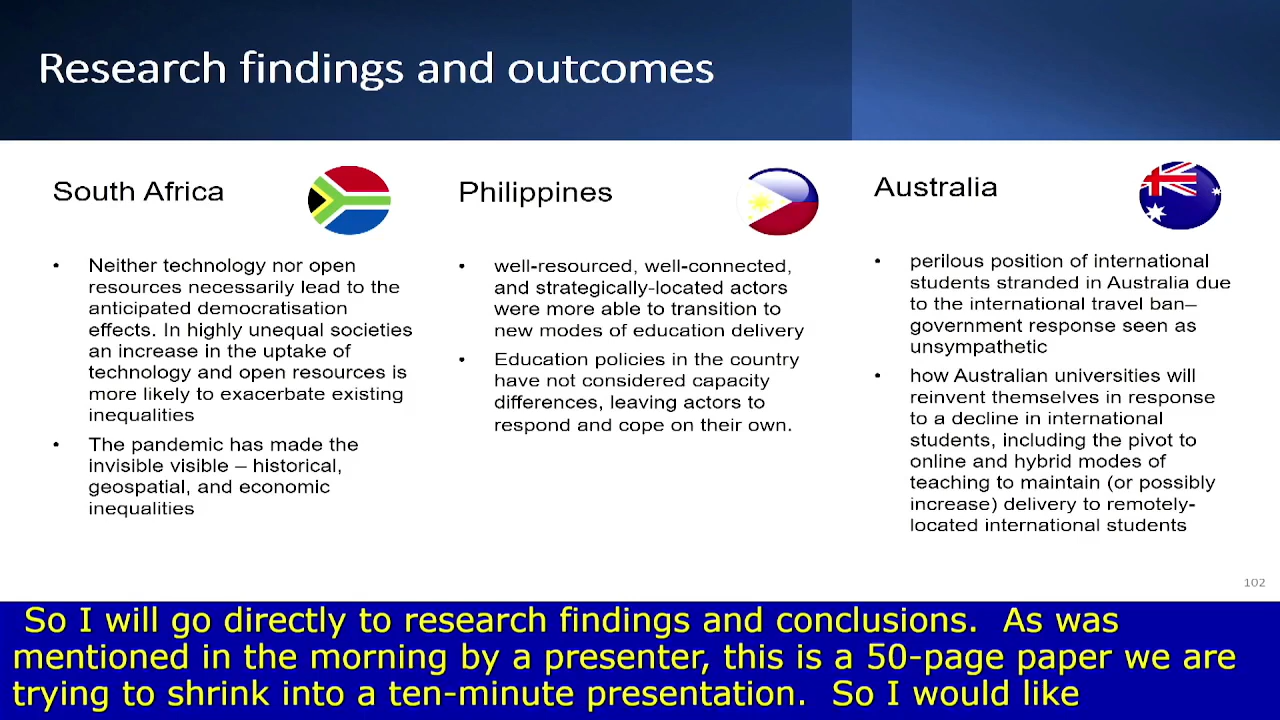 Research findings and outcomes
South Africa
• Neither technology nor open
resources necessarily lead to the
anticipated democratisation
effects. In highly unequal societies
an increase in the uptake of
technology and open resources is
more likely to exacerbate existing
inequalities
• The pandemic has made the
invisible visible – historical,
geospatial, and economic
inequalities
Philippines
• well-resourced, well-connected,
and strategically-located actors
were more able to transition to
new modes of education delivery
• Education policies in the country
have not considered capacity
differences, leaving actors to
respond and cope on their own.
Australia
• perilous position of international
students stranded in Australia due
to the international travel ban–
government response seen as
unsympathetic
• how Australian universities will
reinvent themselves in response
to a decline in international
students, including the pivot to
online and hybrid modes of
teaching to maintain (or possibly
increase) delivery to remotely-
located international students
102
So I will go directly to research findings and conclusions. As was
mentioned in the morning by a presenter, this is a 50-page paper we are
trying to shrink into a ten-minute presentation. So I would like